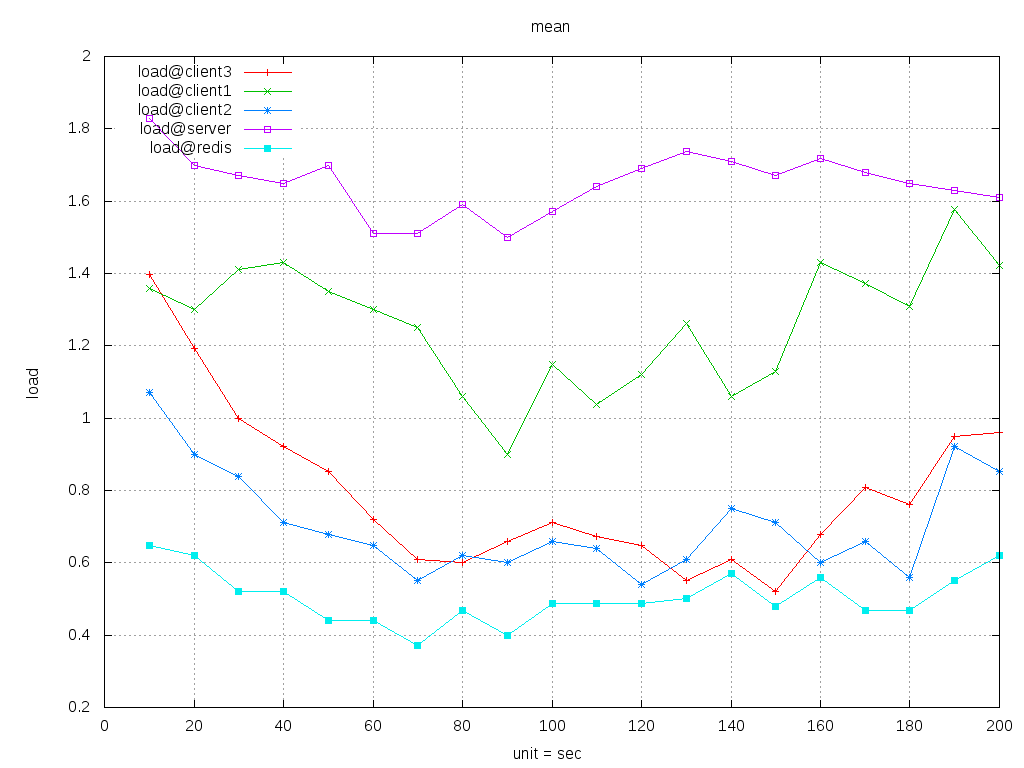 mean
2
1.8
1.6
1.4
1.2
1
0.8
0.6
0.4
0.2
load
load@client3
load@client1
load@client2
load@server
load@redis
0 20 40 60 80 100 120 140 160 180 200
unit = sec